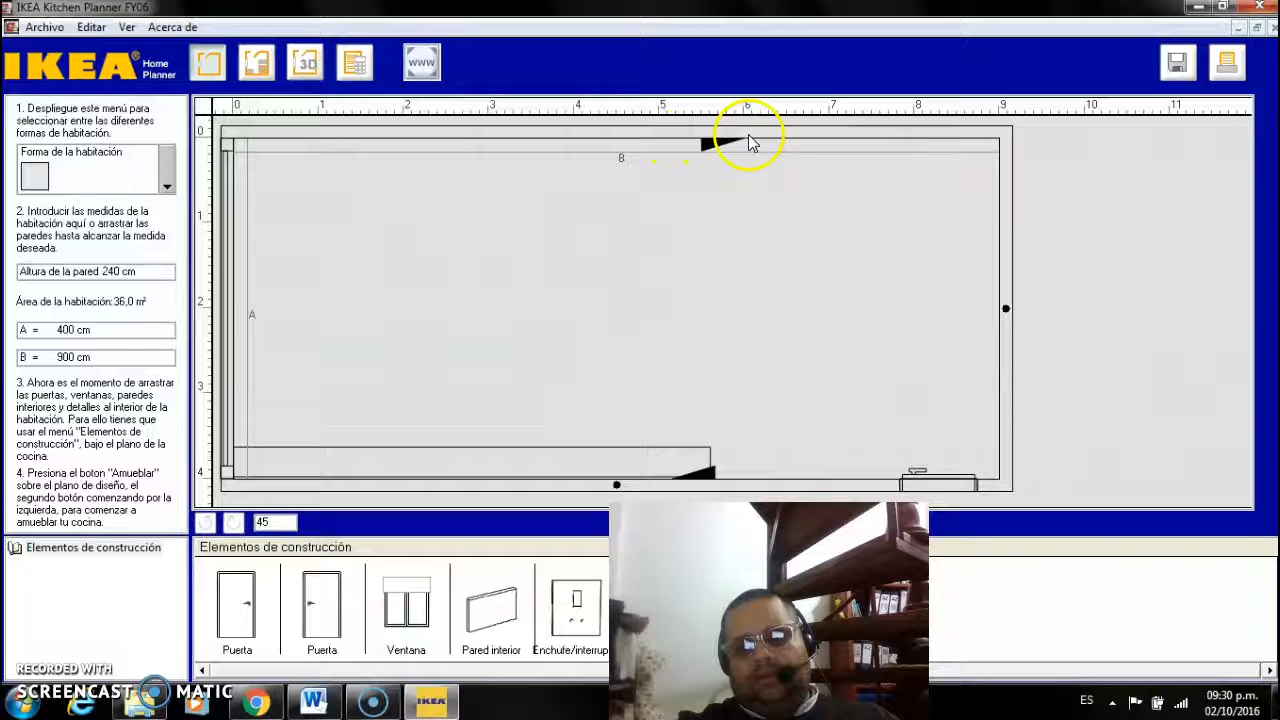 IKEA Kitchen Planner FY06
Archivo Editar Ver Acerca de
IKEA® Home Planner
3D
WWW
1. Despliegue este menú para
seleccionar entre las diferentes
formas de habitación.
Forma de la habitación
2. Introducir las medidas de la
habitación aquí o arrastrar las
paredes hasta alcanzar la medida
deseada.
Altura de la pared 240 cm
Área de la habitación: 36,0 m²
A = 400 cm
B = 900 cm
3. Ahora es el momento de arrastrar
las puertas, ventanas, paredes
interiores y detalles al interior de la
habitación. Para ello tienes que
usar el menú "Elementos de
construcción", bajo el plano de la
cocina.
4. Presiona el boton "Amueblar"
sobre el plano de diseño, el
segundo botón comenzando por la
izquierda, para comenzar a
amueblar tu cocina.
0 1 2 3 4 5 6 7 8 9 10 11
0
1
2
3
4
B
A
45
Elementos de construcción
Elementos de construcción
Puerta Puerta Ventana Pared interior Enchufe/interrup
RECORDED WITH
SCREENCAST MATIC
W
IKEA
ES
09:30 p.m.
02/10/2016